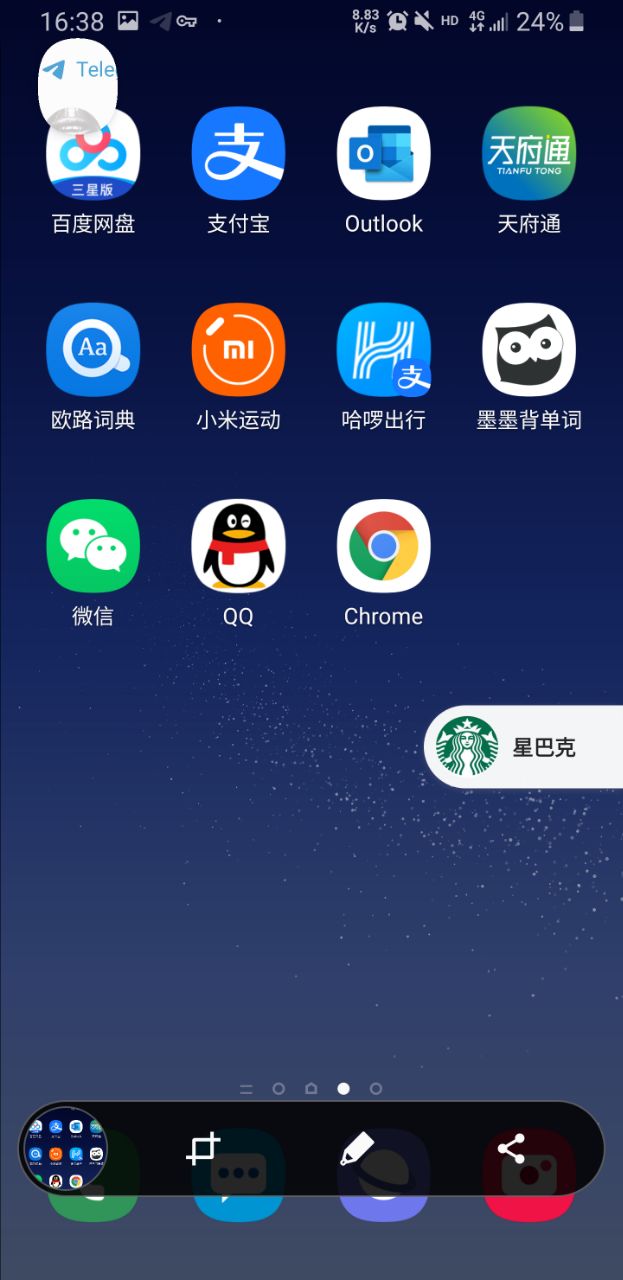 16:38
8.83 K/s
HD
4G
24%
Tele
三星版
支
天府通
TIANFU TONG
百度网盘
支付宝
Outlook
天府通
Aa
mi
支
欧路词典
小米运动
哈啰出行
墨墨背单词
微信
QQ
Chrome
星巴克